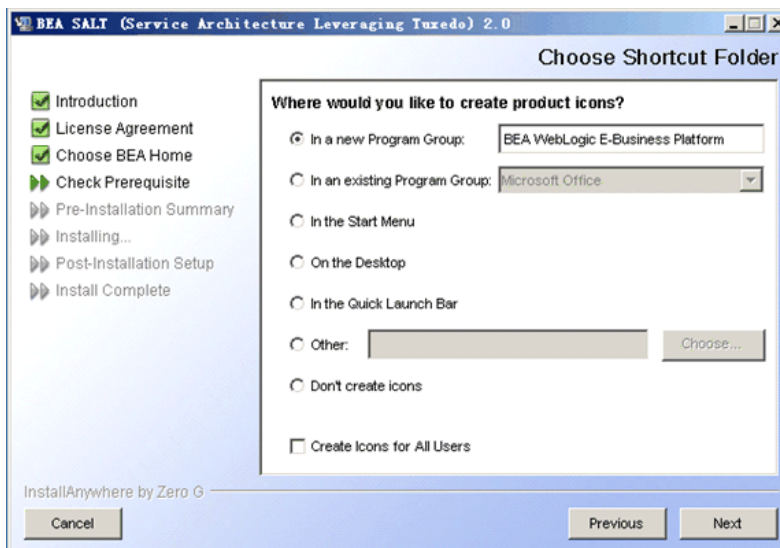 BEA SALT (Service Architecture Leveraging Tuxedo) 2.0
Choose Shortcut Folder
Introduction
License Agreement
Choose BEA Home
Check Prerequisite
Pre-Installation Summary
Installing...
Post-Installation Setup
Install Complete
Where would you like to create product icons?
In a new Program Group: BEA WebLogic E-Business Platform
In an existing Program Group: Microsoft Office
In the Start Menu
On the Desktop
In the Quick Launch Bar
Other: Choose...
Don't create icons
Create Icons for All Users
InstallAnywhere by Zero G
Cancel Previous Next